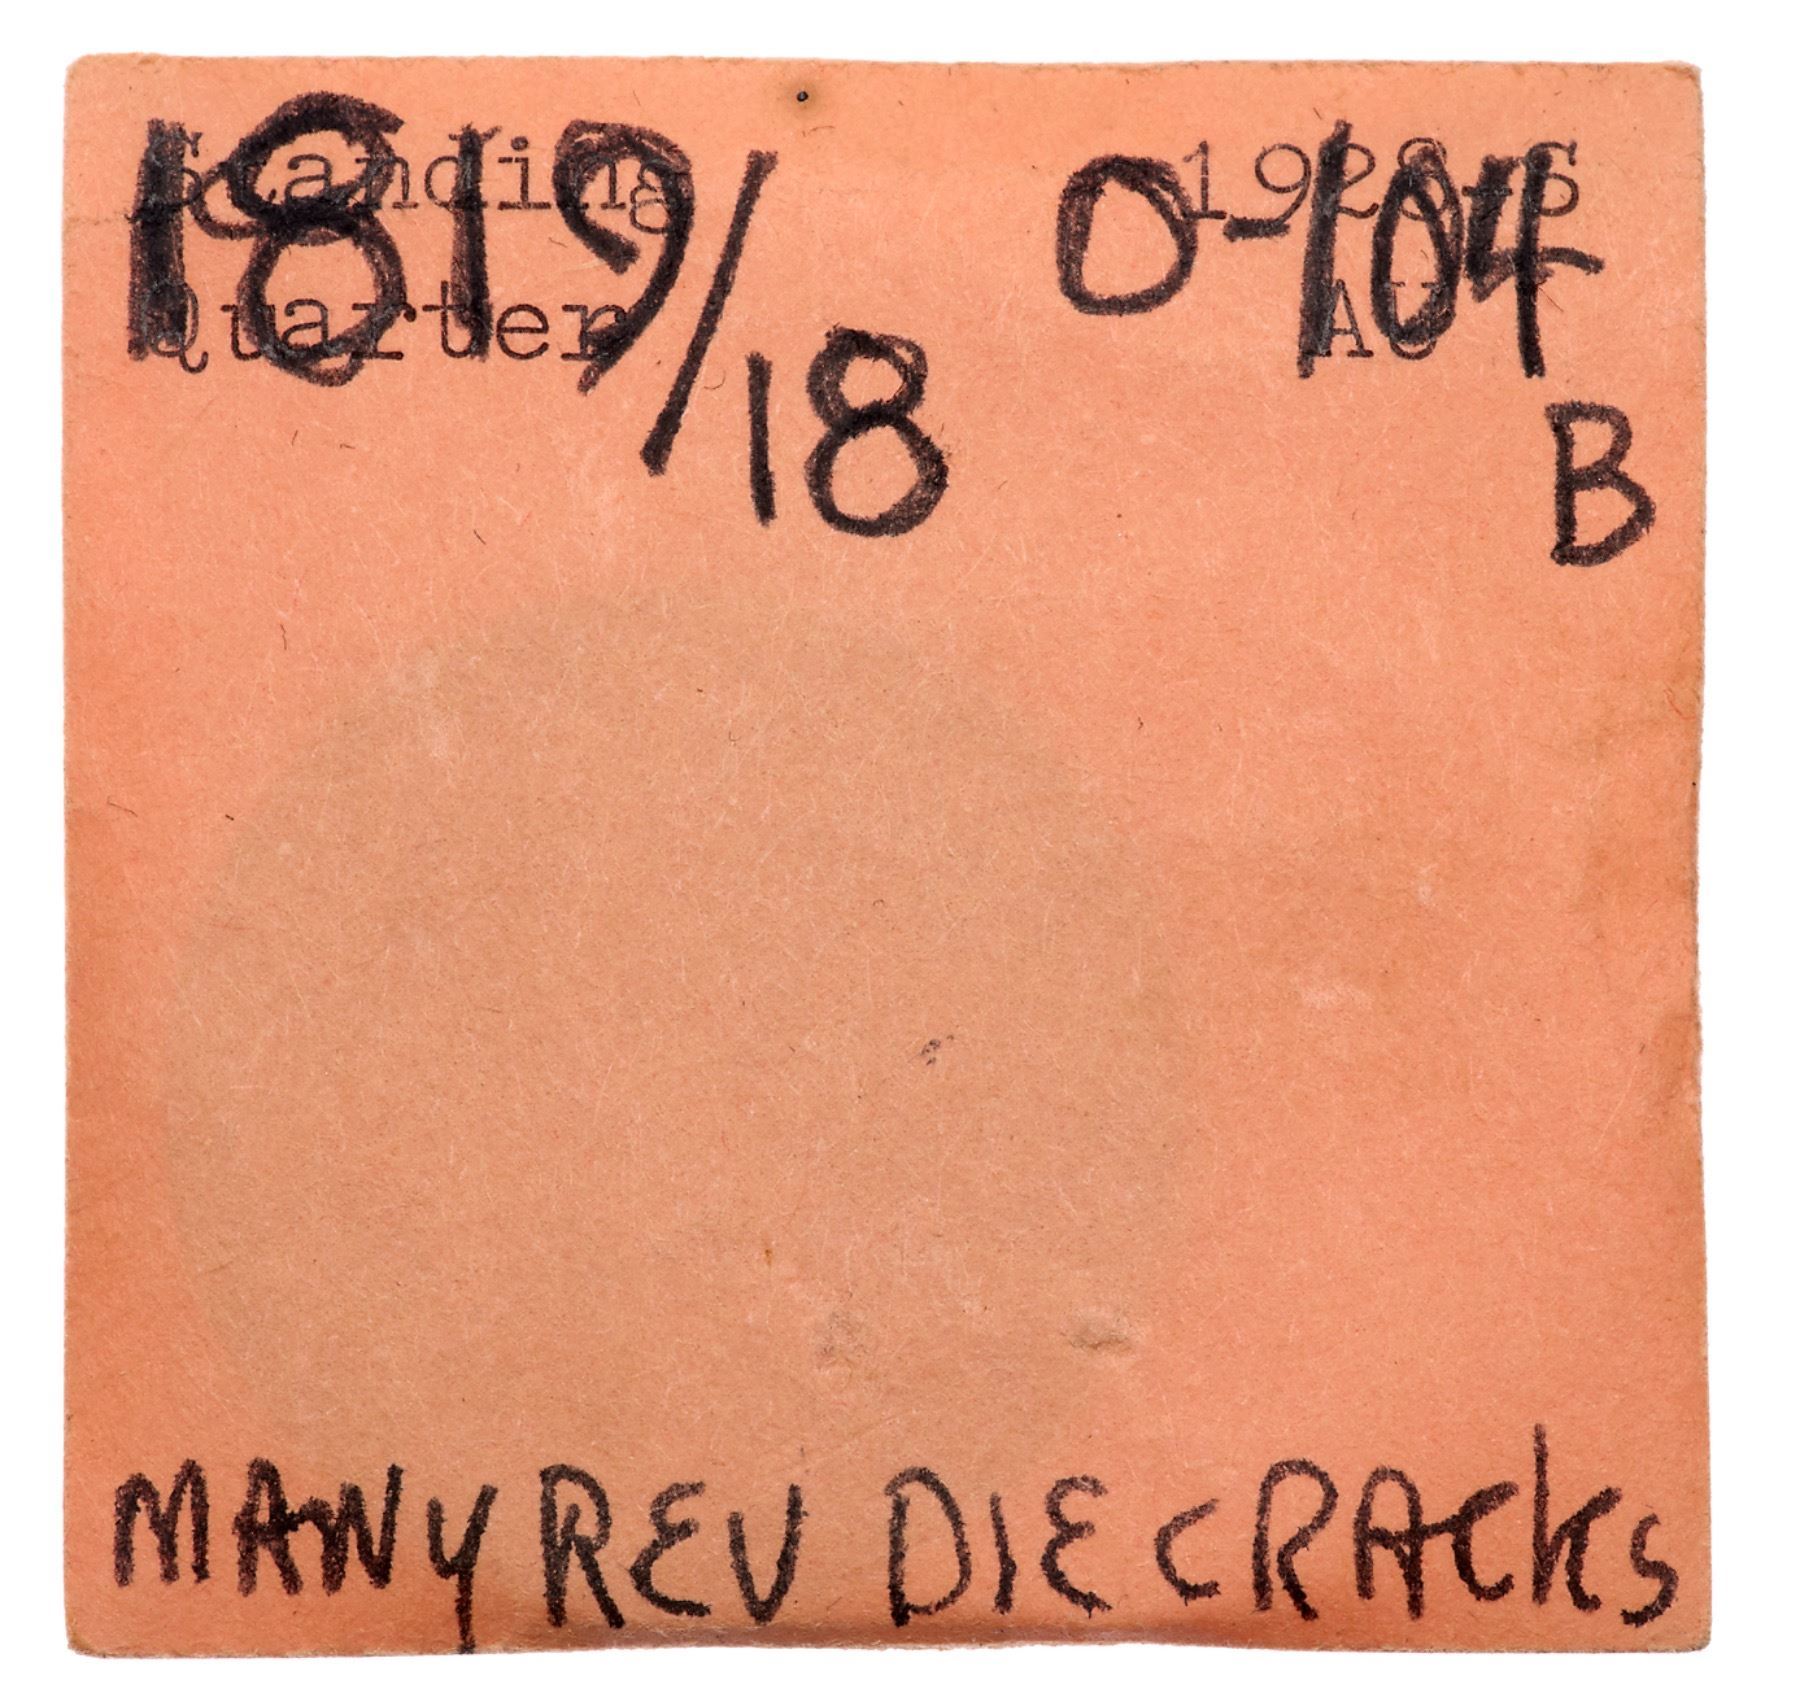 1819/18 O-104
B
Standing 1928-S
Quarter AU
MANY REV DIE CRACKS